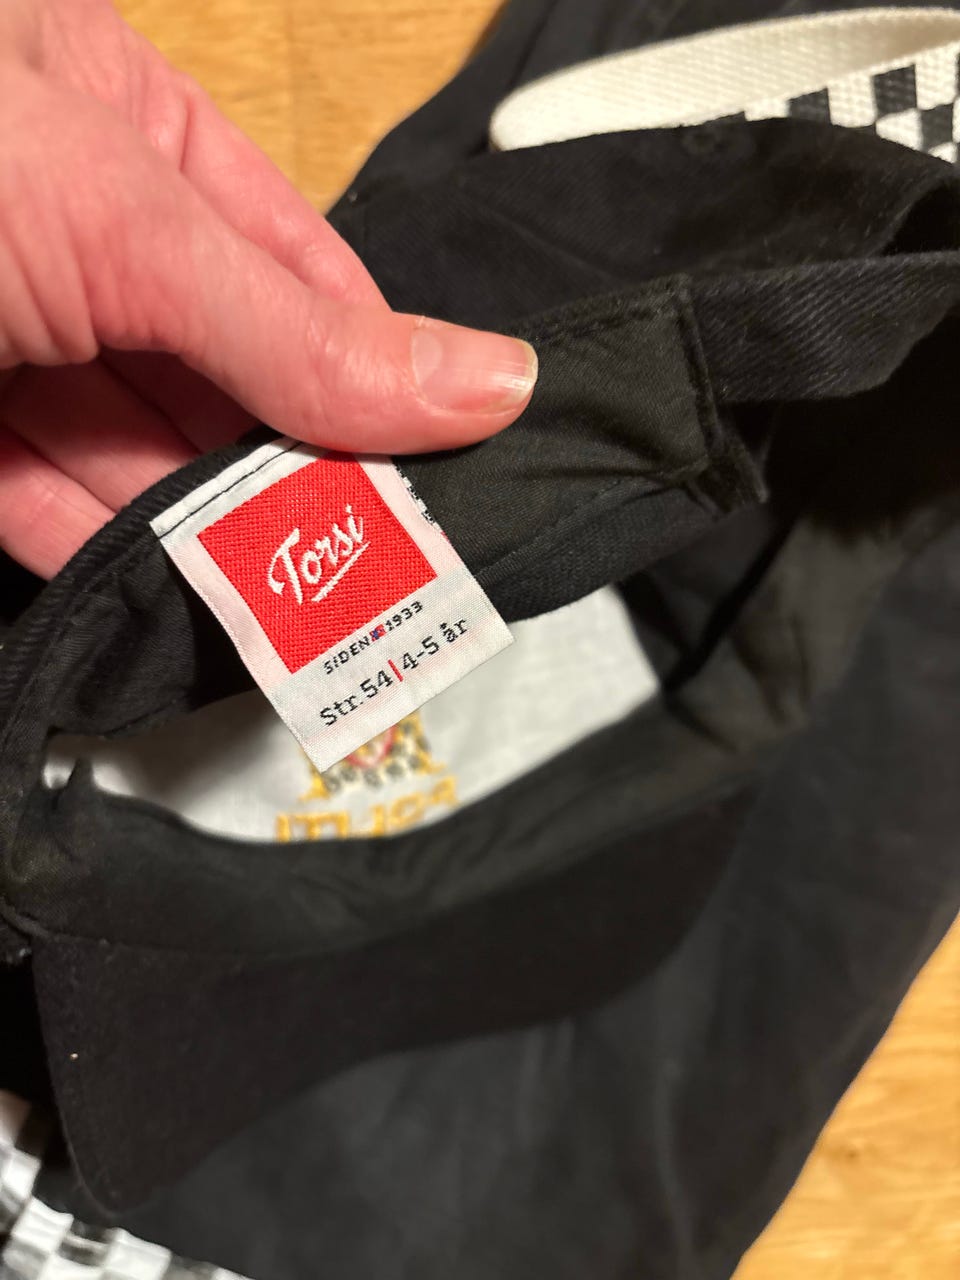 Torsi
SIDEN 1933
Str. 54 | 4-5 år